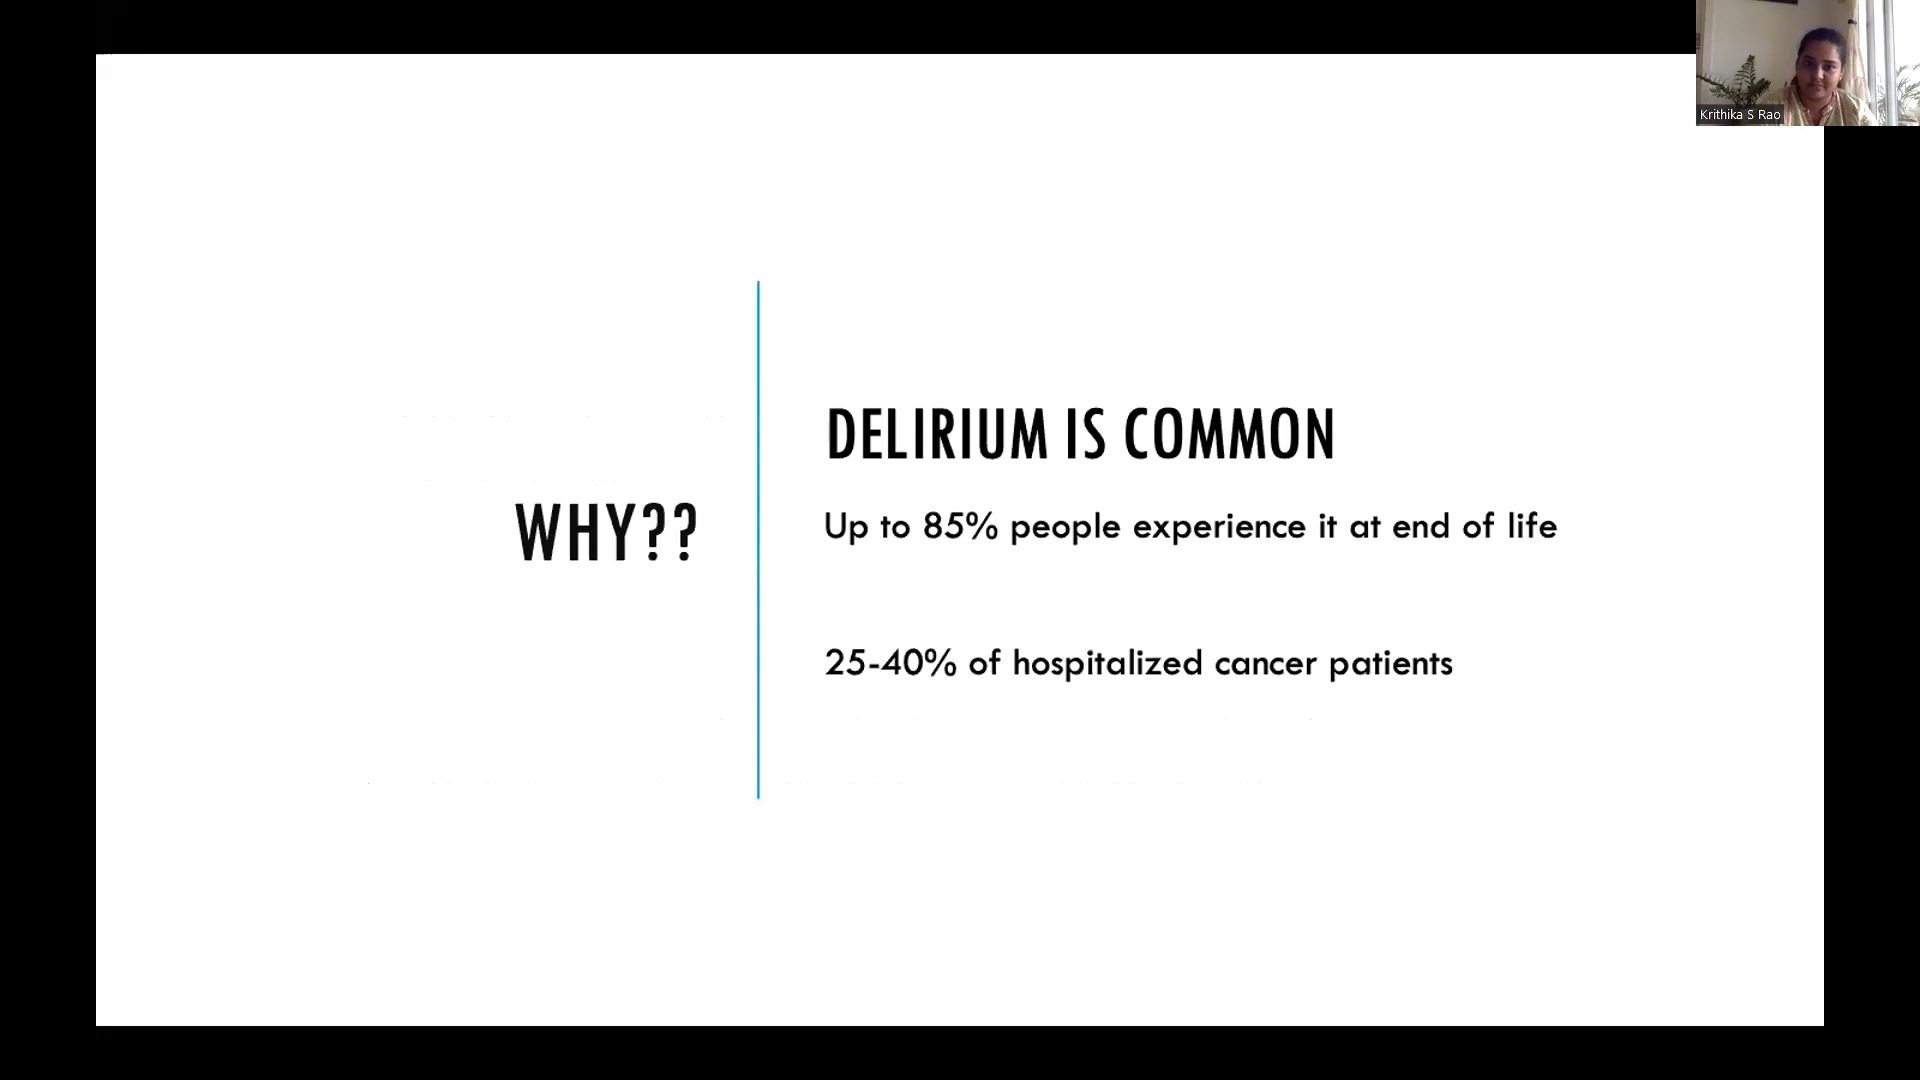 Krithika S Rao
WHY??
DELIRIUM IS COMMON
Up to 85% people experience it at end of life
25-40% of hospitalized cancer patients